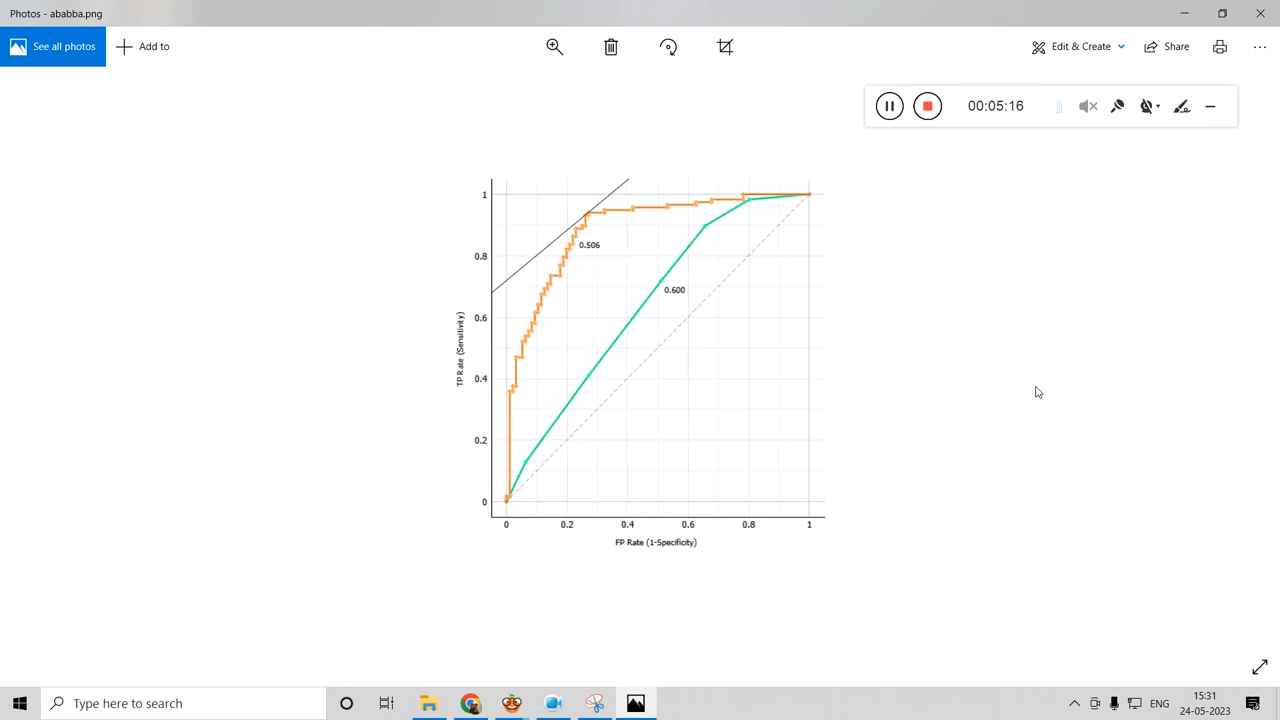 Photos - ababba.png
See all photos
Add to
Edit & Create
Share
00:05:16
1
0.8
0.6
0.4
0.2
0
TP Rate (Sensitivity)
0.506
0.600
0 0.2 0.4 0.6 0.8 1
FP Rate (1-Specificity)
Type here to search
ENG
15:31
24-05-2023